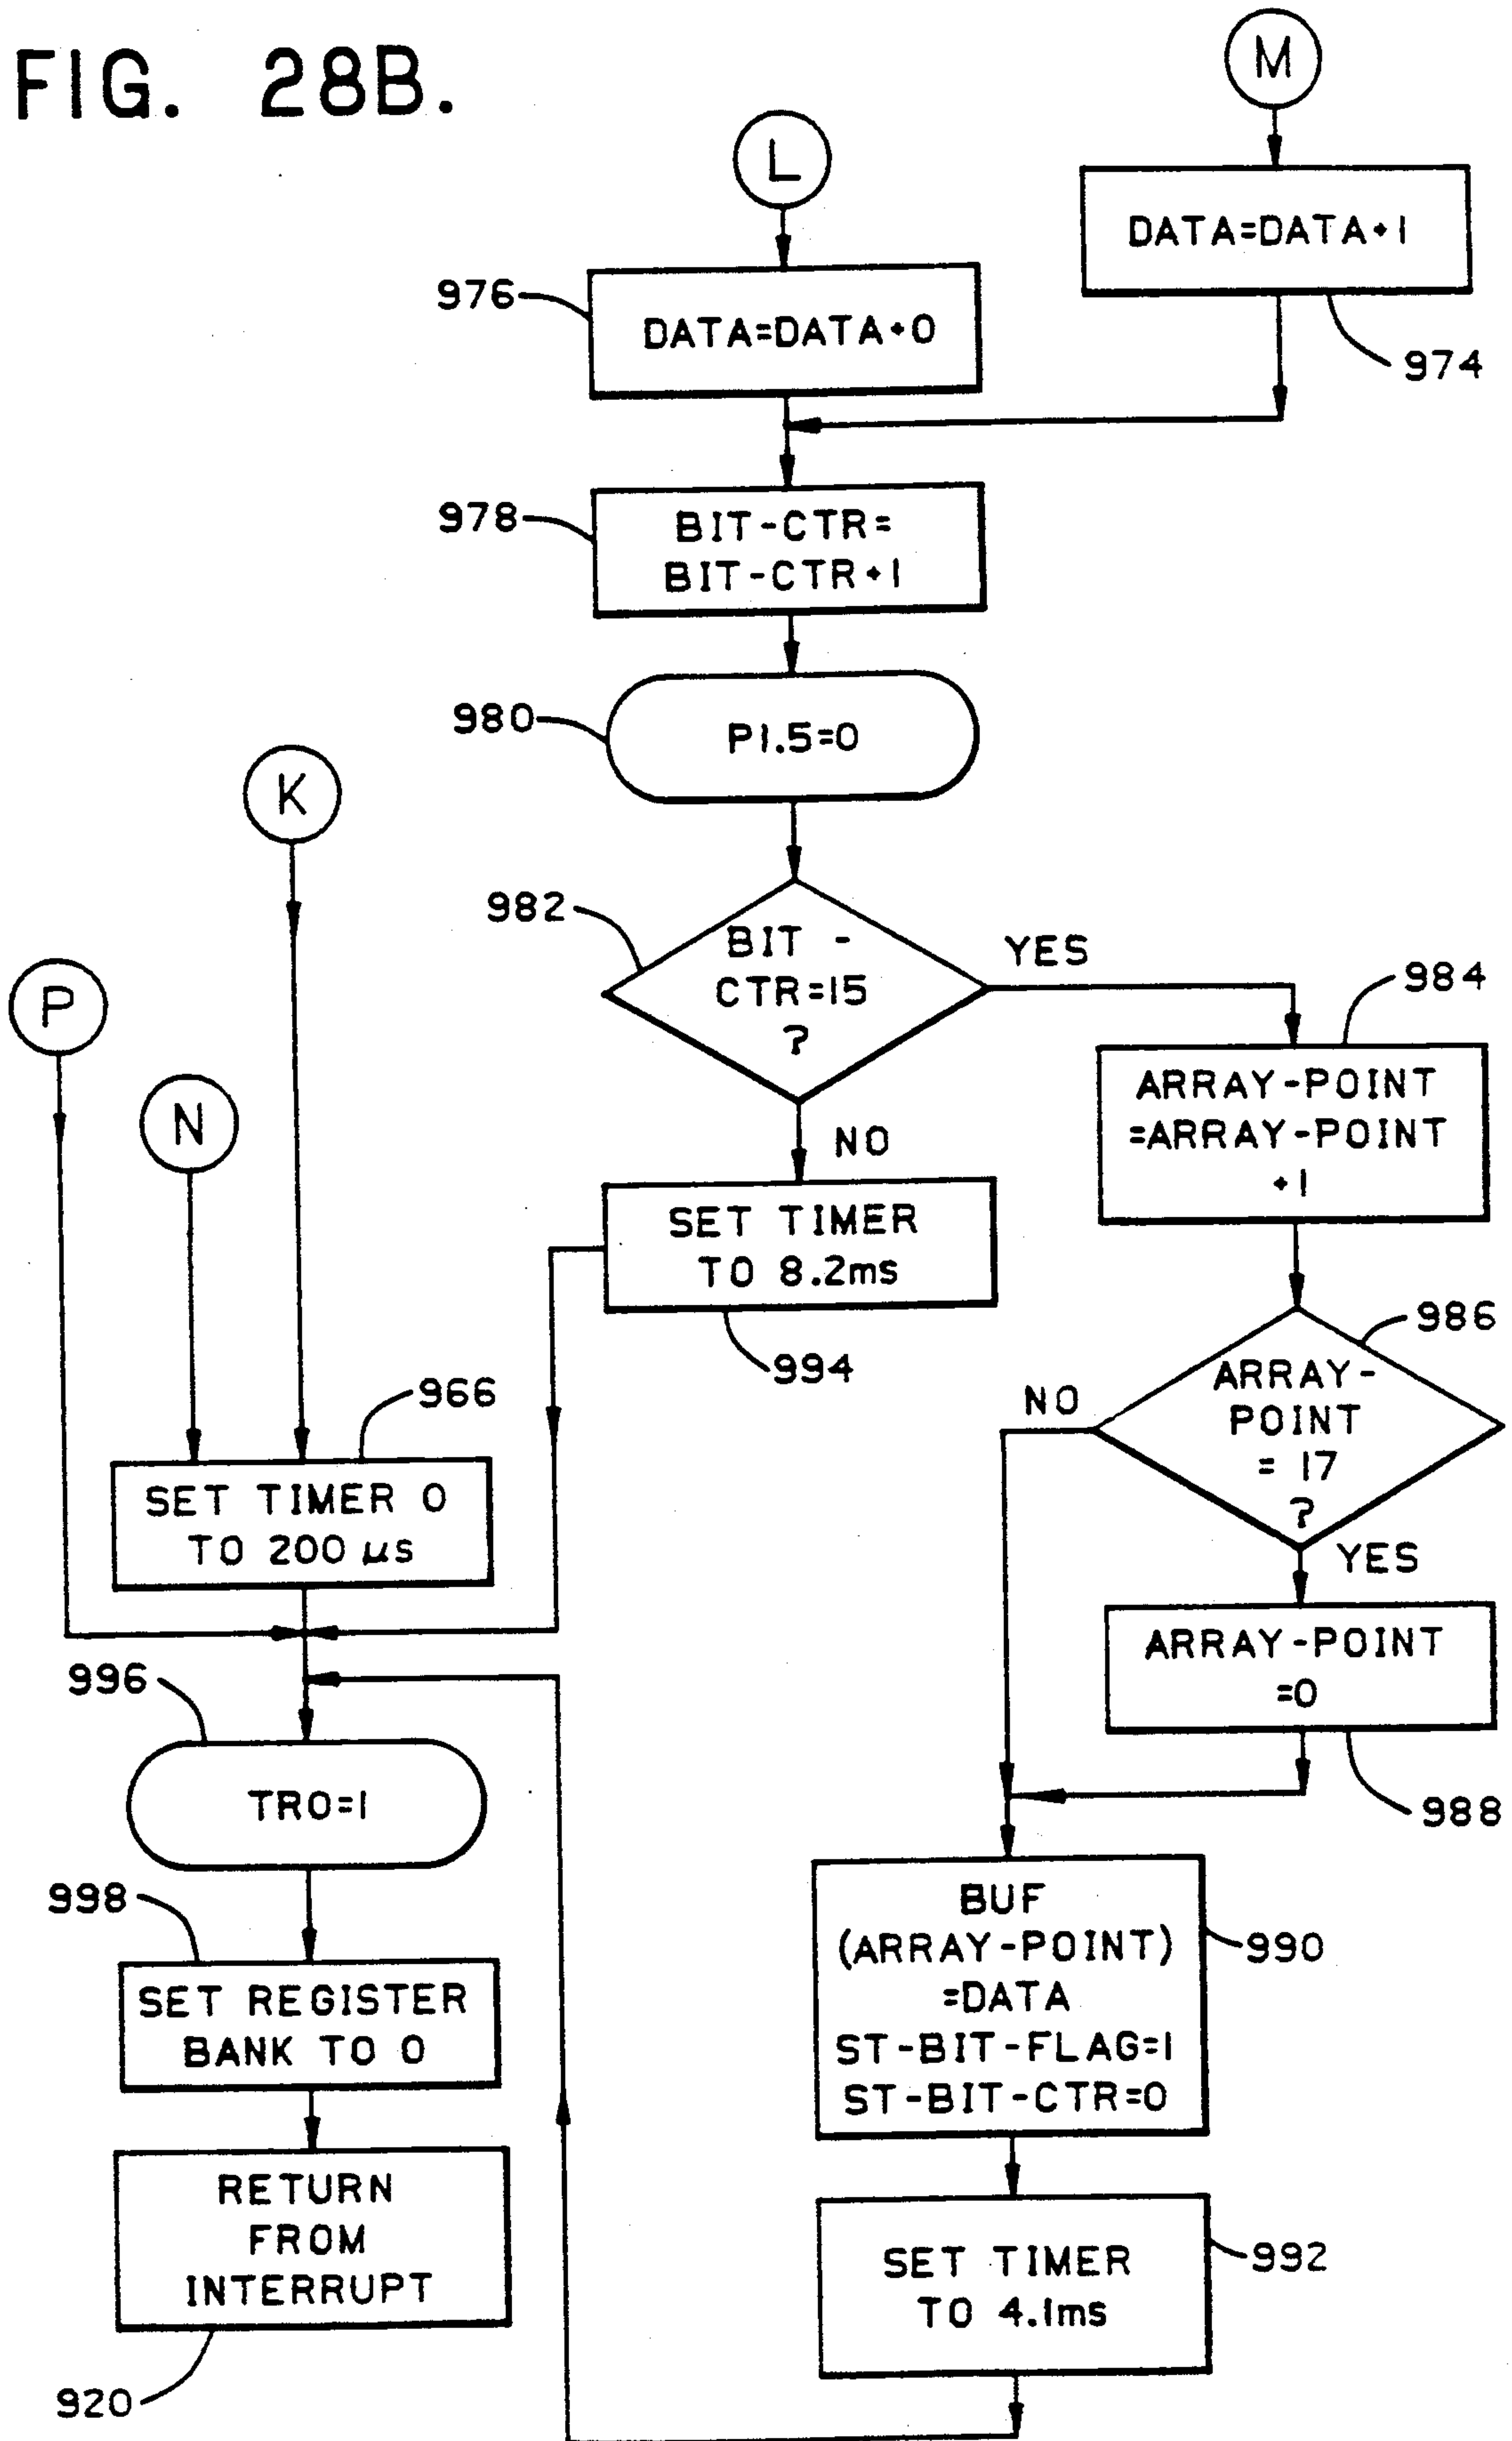 FIG. 28B.
M
L
DATA=DATA+1
974
976
DATA=DATA+0
978
BIT-CTR=
BIT-CTR+1
980
P1.5=0
K
982
BIT -
CTR=15
?
YES
NO
984
ARRAY-POINT
=ARRAY-POINT
+1
P
N
SET TIMER
TO 8.2ms
994
986
ARRAY-
POINT
= 17
?
NO
YES
966
SET TIMER 0
TO 200 µs
ARRAY-POINT
=0
988
996
TR0=1
998
SET REGISTER
BANK TO 0
BUF
(ARRAY-POINT)
=DATA
ST-BIT-FLAG=1
ST-BIT-CTR=0
990
RETURN
FROM
INTERRUPT
920
SET TIMER
TO 4.1ms
992